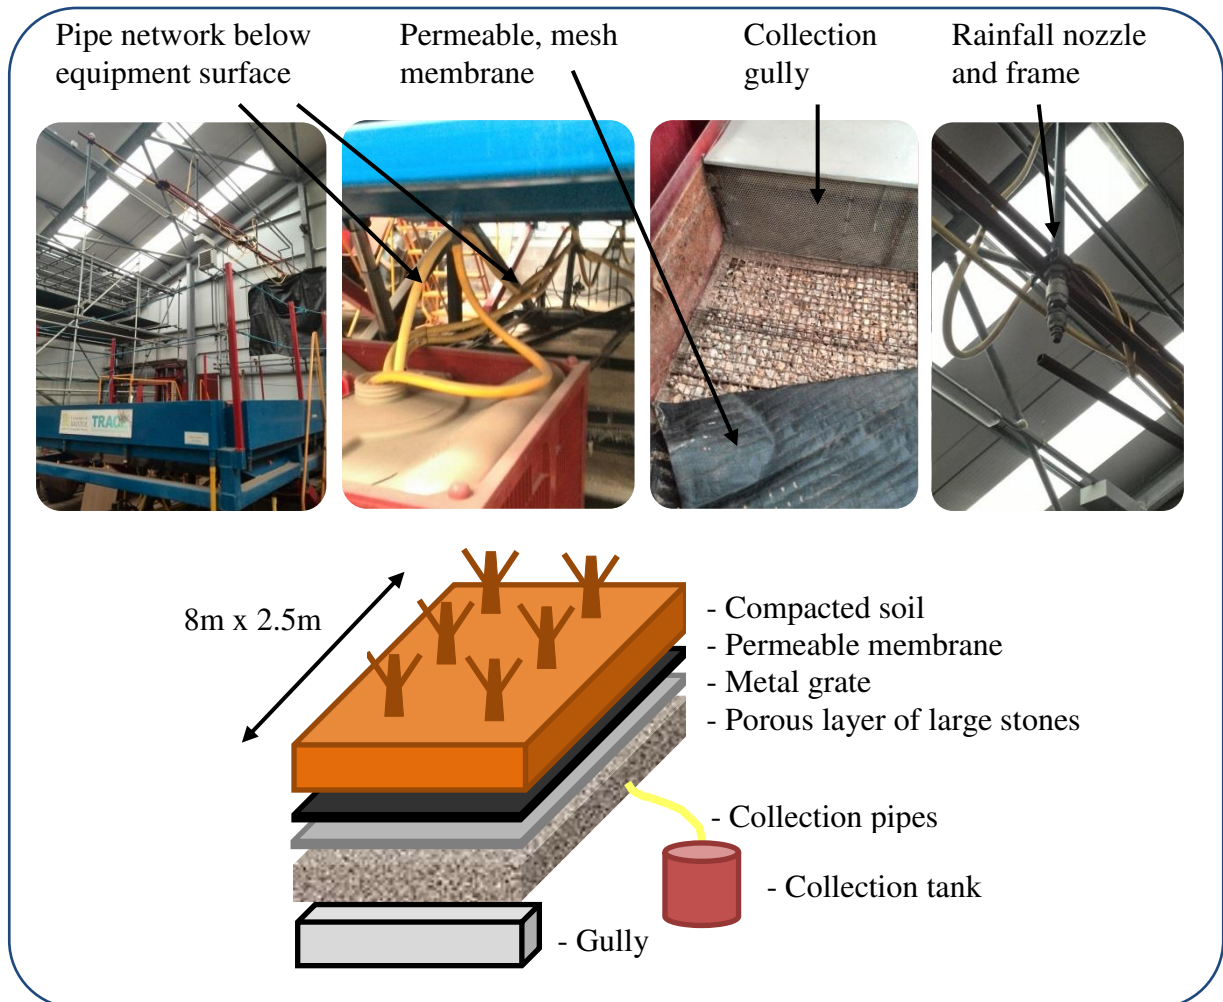 Pipe network below
equipment surface
Permeable, mesh
membrane
Collection
gully
Rainfall nozzle
and frame
TRACE
8m x 2.5m
- Compacted soil
- Permeable membrane
- Metal grate
- Porous layer of large stones
- Collection pipes
- Collection tank
- Gully